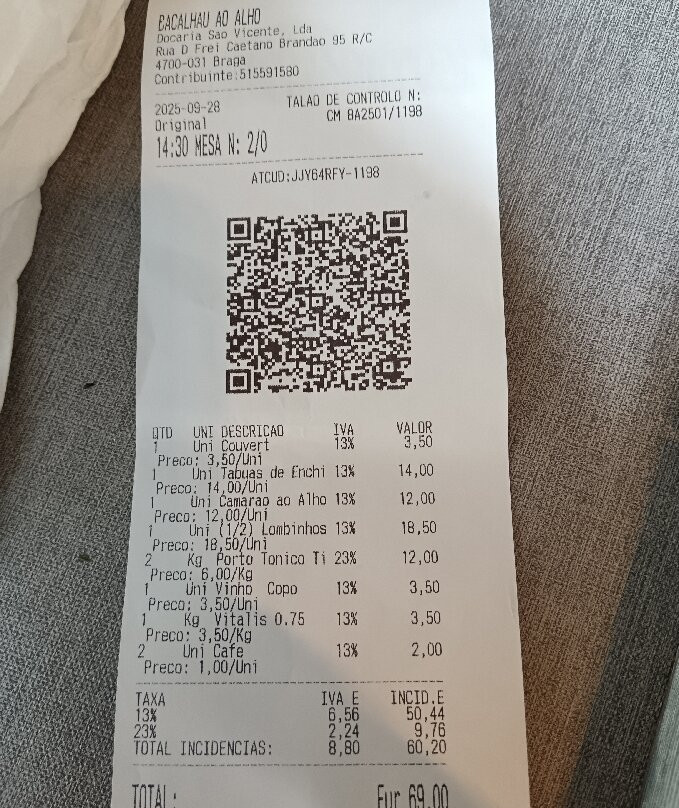 BACALHAU AO ALHO
Docaria Sao Vicente, Lda
Rua D Frei Caetano Brandao 95 R/C
4700-031 Braga
Contribuinte:515591580
2025-09-28 TALAO DE CONTROLO N:
Original CM BA2501/1198
14:30 MESA N: 2/0
ATCUD:JJY64RFY-1198
QTD UNI DESCRICAO IVA VALOR
1 Uni Couvert 13% 3,50
Preco: 3,50/Uni
1 Uni Tabuas de Enchi 13% 14,00
Preco: 14,00/Uni
1 Uni Camarao ao Alho 13% 12,00
Preco: 12,00/Uni
1 Uni (1/2) Lombinhos 13% 18,50
Preco: 18,50/Uni
2 Kg Porto Tonico Ti 23% 12,00
Preco: 6,00/Kg
1 Uni Vinho Copo 13% 3,50
Preco: 3,50/Uni
1 Kg Vitalis 0.75 13% 3,50
Preco: 3,50/Kg
2 Uni Cafe 13% 2,00
Preco: 1,00/Uni
TAXA IVA E INCID.E
13% 6,56 50,44
23% 2,24 9,76
TOTAL INCIDENCIAS: 8,80 60,20
TOTAL: Eur 69,00